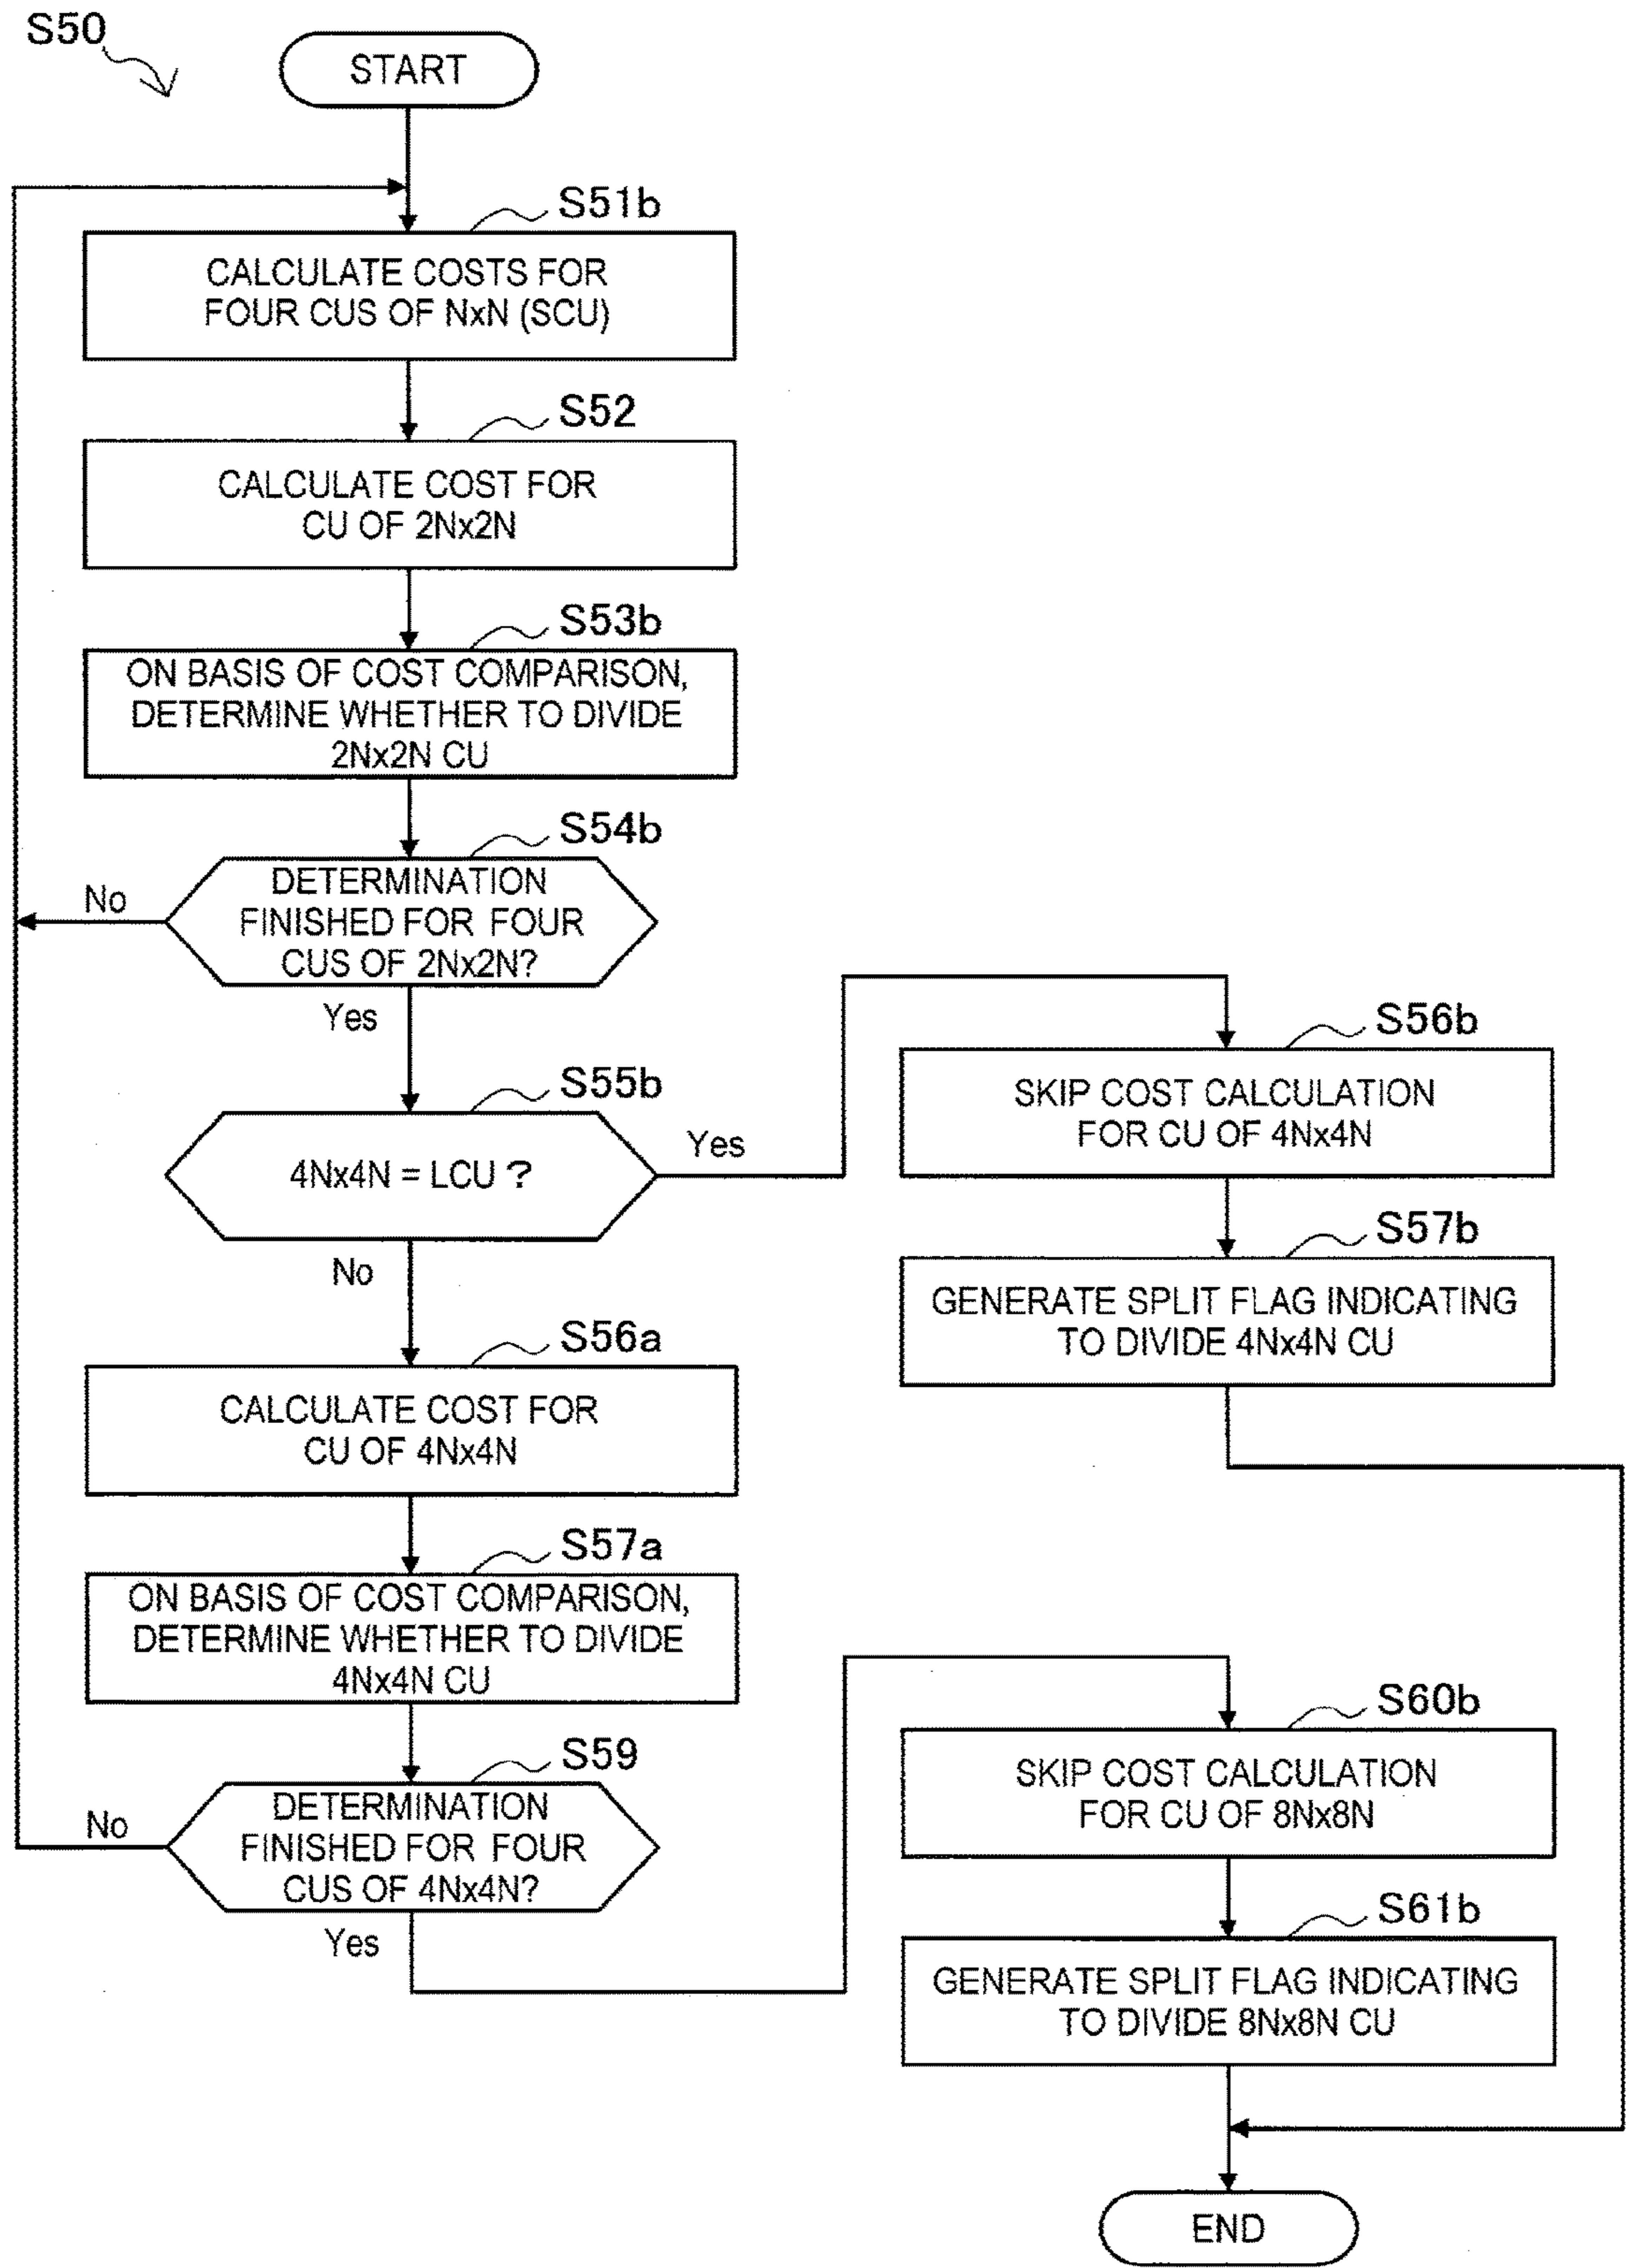 S50
START
S51b
CALCULATE COSTS FOR
FOUR CUS OF NxN (SCU)
S52
CALCULATE COST FOR
CU OF 2Nx2N
S53b
ON BASIS OF COST COMPARISON,
DETERMINE WHETHER TO DIVIDE
2Nx2N CU
S54b
DETERMINATION
FINISHED FOR FOUR
CUS OF 2Nx2N?
No
Yes
S55b
4Nx4N = LCU ?
Yes
No
S56b
SKIP COST CALCULATION
FOR CU OF 4Nx4N
S57b
GENERATE SPLIT FLAG INDICATING
TO DIVIDE 4Nx4N CU
S56a
CALCULATE COST FOR
CU OF 4Nx4N
S57a
ON BASIS OF COST COMPARISON,
DETERMINE WHETHER TO DIVIDE
4Nx4N CU
S59
DETERMINATION
FINISHED FOR FOUR
CUS OF 4Nx4N?
No
Yes
S60b
SKIP COST CALCULATION
FOR CU OF 8Nx8N
S61b
GENERATE SPLIT FLAG INDICATING
TO DIVIDE 8Nx8N CU
END